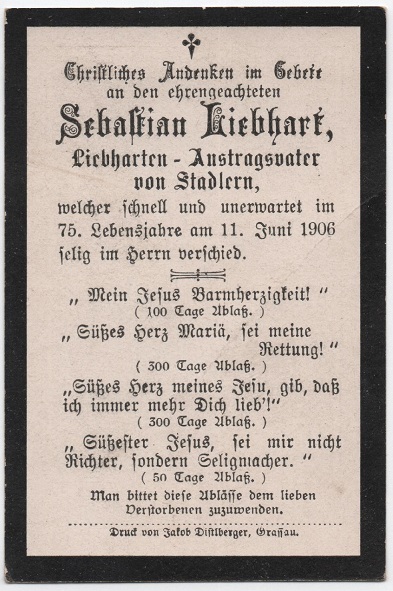 Christliches Andenken im Gebete
an den ehrengeachteten
Sebastian Liebhart,
Liebharten - Austragsvater
von Stadlern,
welcher schnell und unerwartet im
75. Lebensjahre am 11. Juni 1906
selig im Herrn verschied.
„ Mein Jesus Barmherzigkeit! "
( 100 Tage Ablaß. )
„ Süßes Herz Mariä, sei meine
Rettung! "
( 300 Tage Ablaß. )
„Süßes Herz meines Jesu, gib, daß
ich immer mehr Dich lieb'!"
( 300 Tage Ablaß. )
„ Süßester Jesus, sei mir nicht
Richter, sondern Seligmacher. "
( 50 Tage Ablaß. )
Man bittet diese Ablässe dem lieben
Verstorbenen zuzuwenden.
Druck von Jakob Distlberger, Grassau.